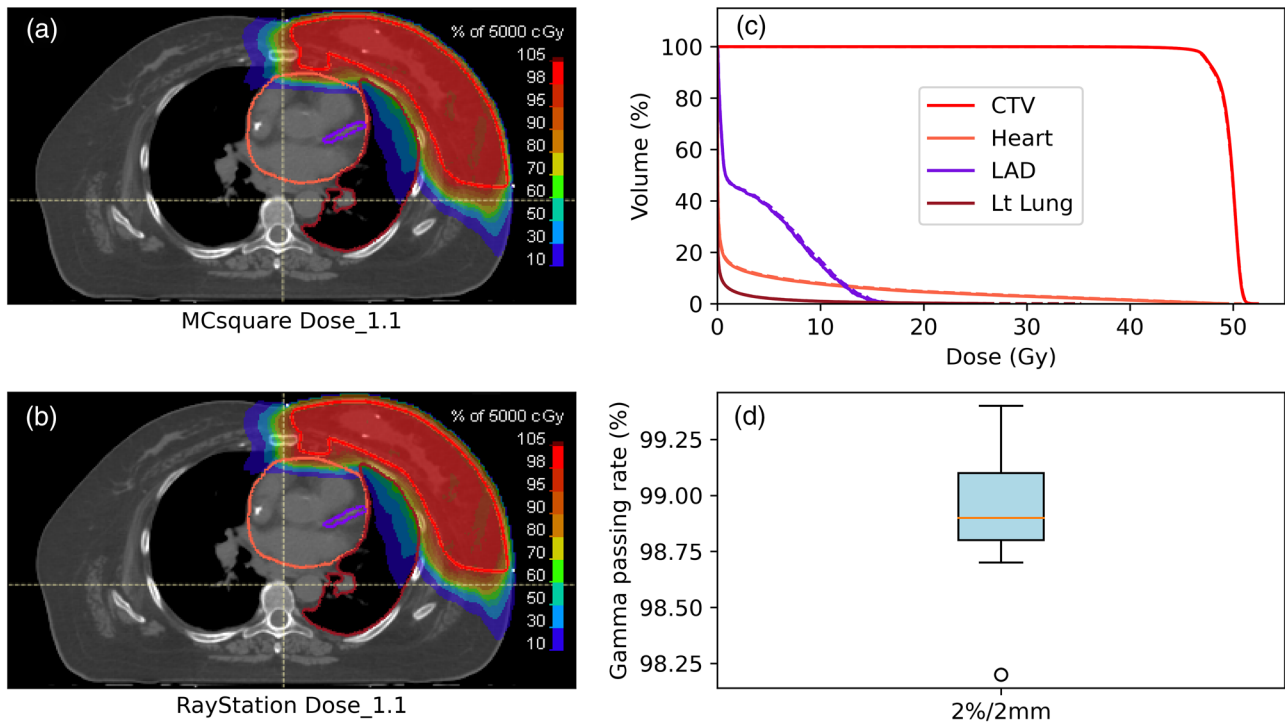 (a)
% of 5000 cGy
105
98
95
90
80
70
60
50
30
10
MCsquare Dose_1.1
(b)
% of 5000 cGy
105
98
95
90
80
70
60
50
30
10
RayStation Dose_1.1
(c)
Volume (%)
100
80
60
40
20
0
CTV
Heart
LAD
Lt Lung
0 10 20 30 40 50
Dose (Gy)
(d)
Gamma passing rate (%)
99.25
99.00
98.75
98.50
98.25
2%/2mm